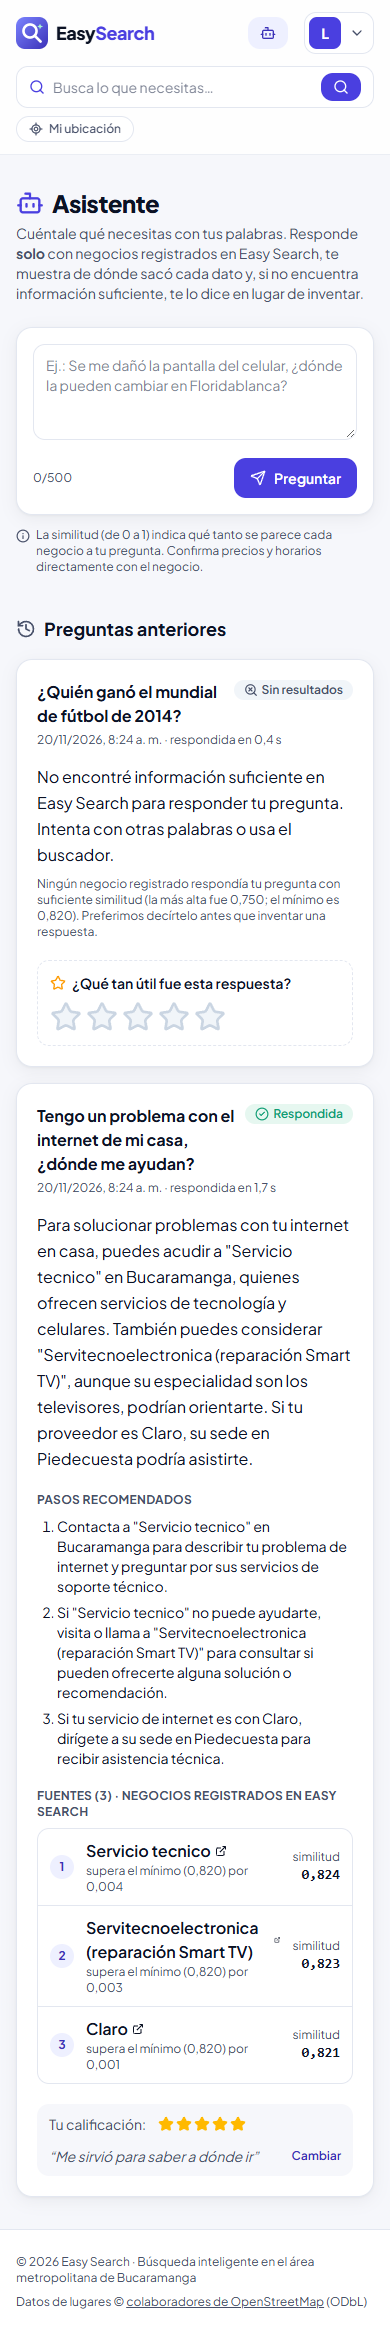 EasySearch
L
Busca lo que necesitas...
Mi ubicación
Asistente
Cuéntale qué necesitas con tus palabras. Responde
solo con negocios registrados en Easy Search, te
muestra de dónde sacó cada dato y, si no encuentra
información suficiente, te lo dice en lugar de inventar.
Ej.: Se me dañó la pantalla del celular, ¿dónde
la pueden cambiar en Floridablanca?
0/500
Preguntar
La similitud (de 0 a 1) indica qué tanto se parece cada
negocio a tu pregunta. Confirma precios y horarios
directamente con el negocio.
Preguntas anteriores
¿Quién ganó el mundial
de fútbol de 2014?
Sin resultados
20/11/2026, 8:24 a. m. · respondida en 0,4 s
No encontré información suficiente en
Easy Search para responder tu pregunta.
Intenta con otras palabras o usa el
buscador.
Ningún negocio registrado respondía tu pregunta con
suficiente similitud (la más alta fue 0,750; el mínimo es
0,820). Preferimos decírtelo antes que inventar una
respuesta.
¿Qué tan útil fue esta respuesta?
Tengo un problema con el
internet de mi casa,
¿dónde me ayudan?
Respondida
20/11/2026, 8:24 a. m. · respondida en 1,7 s
Para solucionar problemas con tu internet
en casa, puedes acudir a "Servicio
tecnico" en Bucaramanga, quienes
ofrecen servicios de tecnología y
celulares. También puedes considerar
"Servitecnoelectronica (reparación Smart
TV)", aunque su especialidad son los
televisores, podrían orientarte. Si tu
proveedor es Claro, su sede en
Piedecuesta podría asistirte.
PASOS RECOMENDADOS
1. Contacta a "Servicio tecnico" en
Bucaramanga para describir tu problema de
internet y preguntar por sus servicios de
soporte técnico.
2. Si "Servicio tecnico" no puede ayudarte,
visita o llama a "Servitecnoelectronica
(reparación Smart TV)" para consultar si
pueden ofrecerte alguna solución o
recomendación.
3. Si tu servicio de internet es con Claro,
dirígete a su sede en Piedecuesta para
recibir asistencia técnica.
FUENTES (3) · NEGOCIOS REGISTRADOS EN EASY
SEARCH
1
Servicio tecnico
supera el mínimo (0,820) por
0,004
similitud
0,824
2
Servitecnoelectronica
(reparación Smart TV)
supera el mínimo (0,820) por
0,003
similitud
0,823
3
Claro
supera el mínimo (0,820) por
0,001
similitud
0,821
Tu calificación:
“Me sirvió para saber a dónde ir”
Cambiar
© 2026 Easy Search · Búsqueda inteligente en el área
metropolitana de Bucaramanga
Datos de lugares © colaboradores de OpenStreetMap (ODbL)